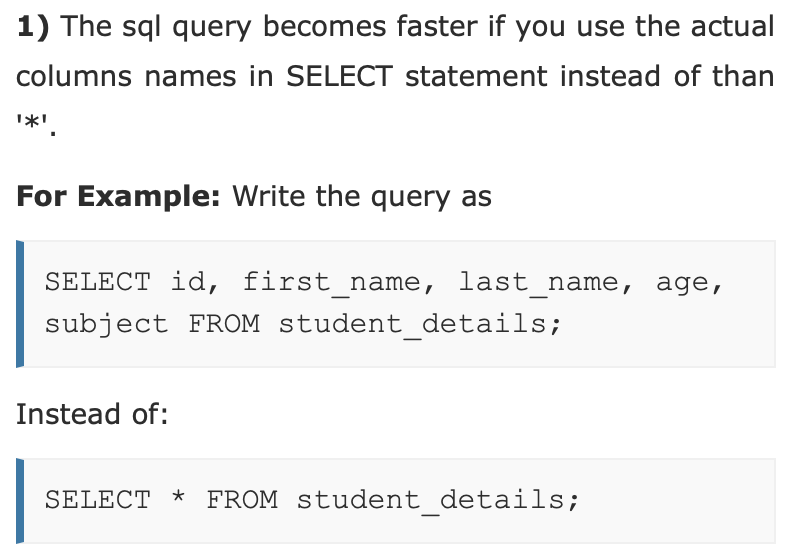 1) The sql query becomes faster if you use the actual
columns names in SELECT statement instead of than
'*'.
For Example: Write the query as
SELECT id, first_name, last_name, age,
subject FROM student_details;
Instead of:
SELECT * FROM student_details;